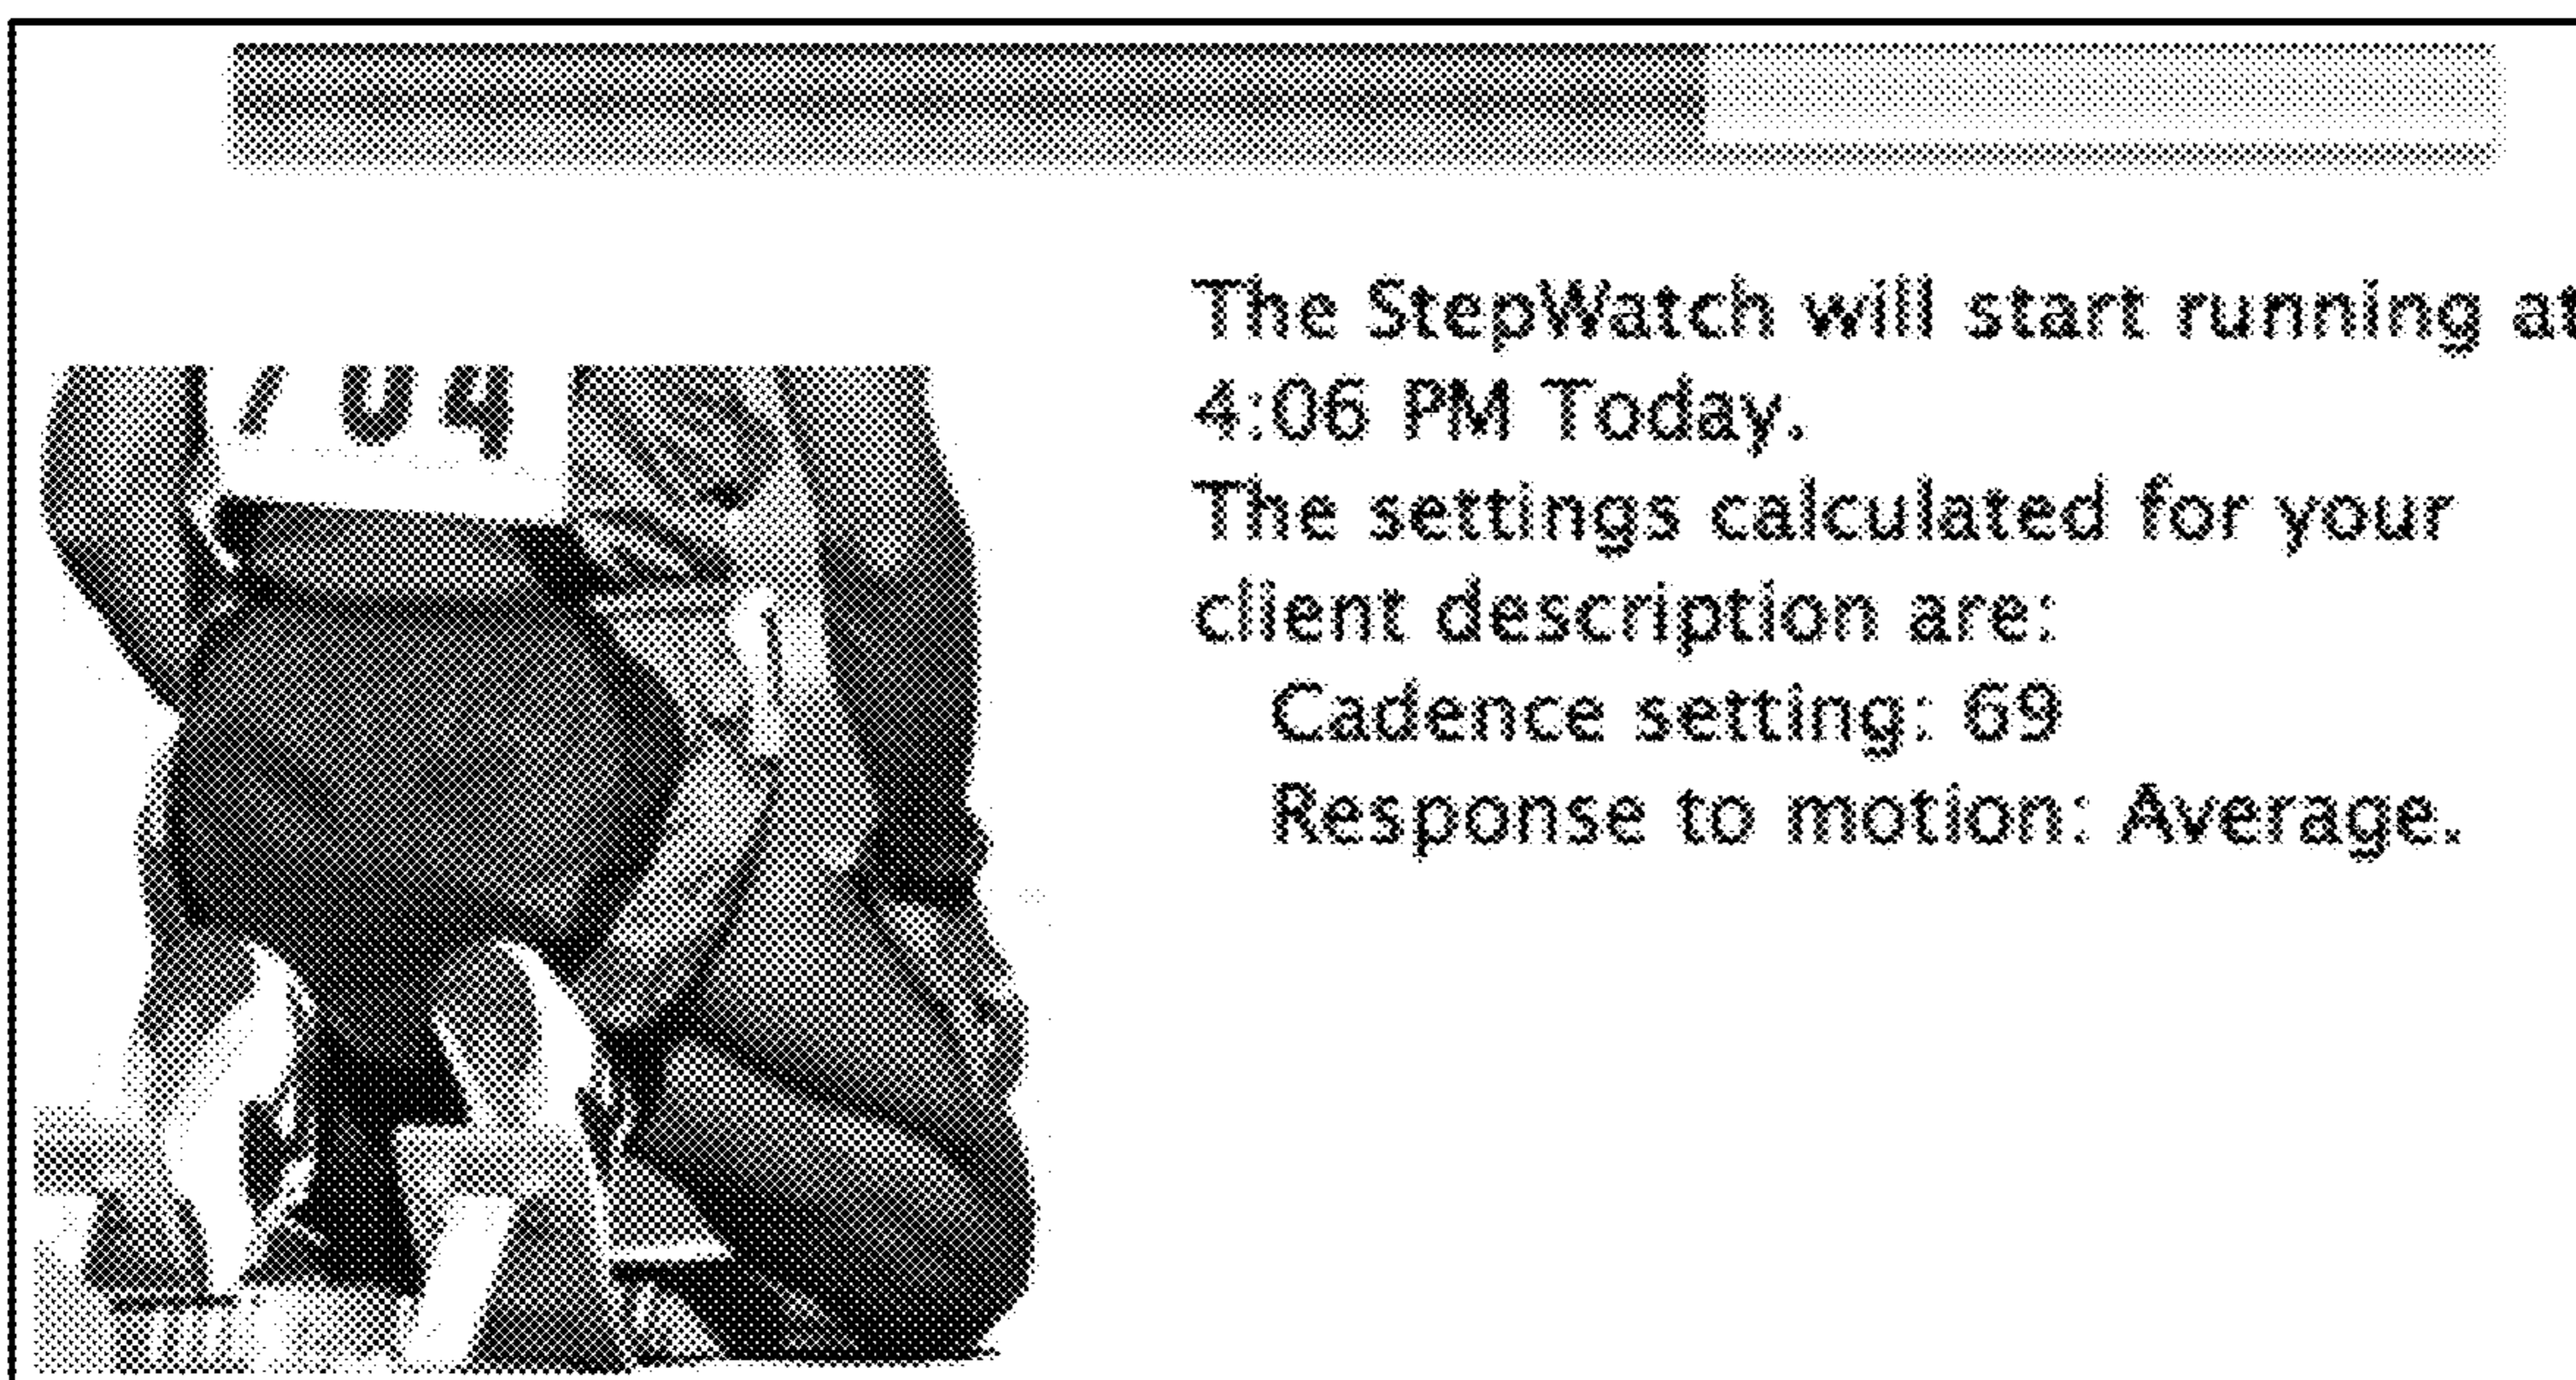 The StepWatch will start running at
4:06 PM Today.
The settings calculated for your
client description are:
Cadence setting: 69
Response to motion: Average.
704